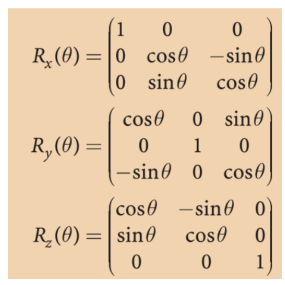 R_x(θ) = (1 0 0
0 cosθ −sinθ
0 sinθ cosθ)
R_y(θ) = (cosθ 0 sinθ
0 1 0
−sinθ 0 cosθ)
R_z(θ) = (cosθ −sinθ 0
sinθ cosθ 0
0 0 1)